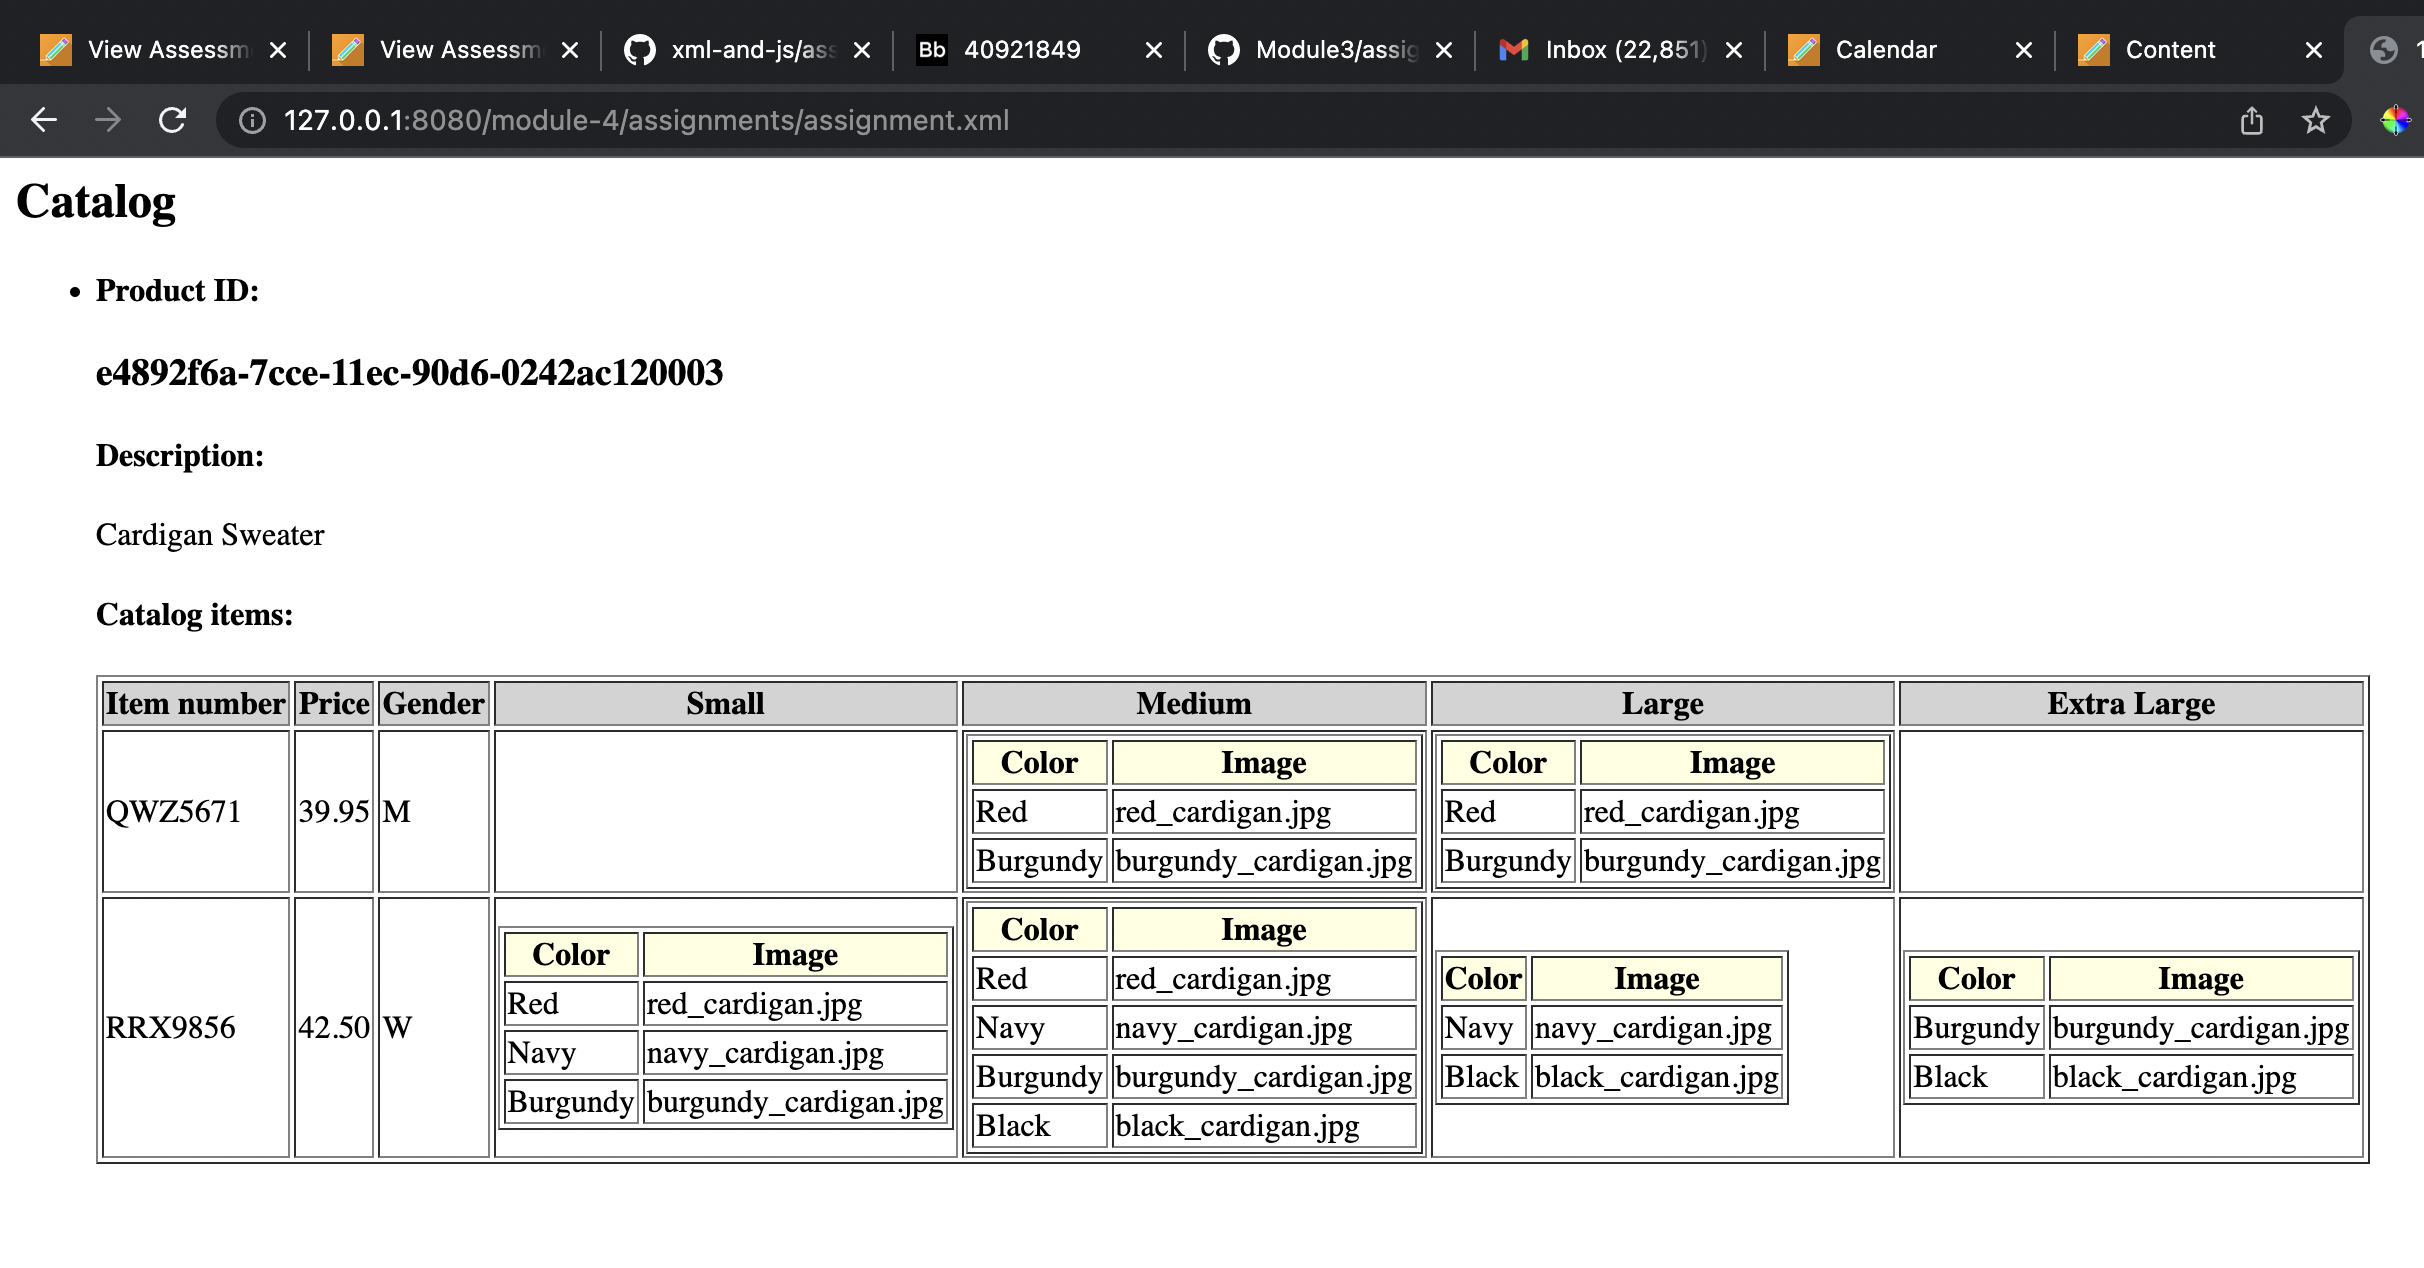 View Assessm
View Assessm
xml-and-js/ass
Bb 40921849
Module3/assig
Inbox (22,851)
Calendar
Content
127.0.0.1:8080/module-4/assignments/assignment.xml
Catalog
• Product ID:
e4892f6a-7cce-11ec-90d6-0242ac120003
Description:
Cardigan Sweater
Catalog items:
Item number Price Gender Small Medium Large Extra Large
QWZ5671 39.95 M
Color Image
Red red_cardigan.jpg
Burgundy burgundy_cardigan.jpg
Color Image
Red red_cardigan.jpg
Burgundy burgundy_cardigan.jpg
RRX9856 42.50 W
Color Image
Red red_cardigan.jpg
Navy navy_cardigan.jpg
Burgundy burgundy_cardigan.jpg
Color Image
Red red_cardigan.jpg
Navy navy_cardigan.jpg
Burgundy burgundy_cardigan.jpg
Black black_cardigan.jpg
Color Image
Navy navy_cardigan.jpg
Black black_cardigan.jpg
Color Image
Burgundy burgundy_cardigan.jpg
Black black_cardigan.jpg